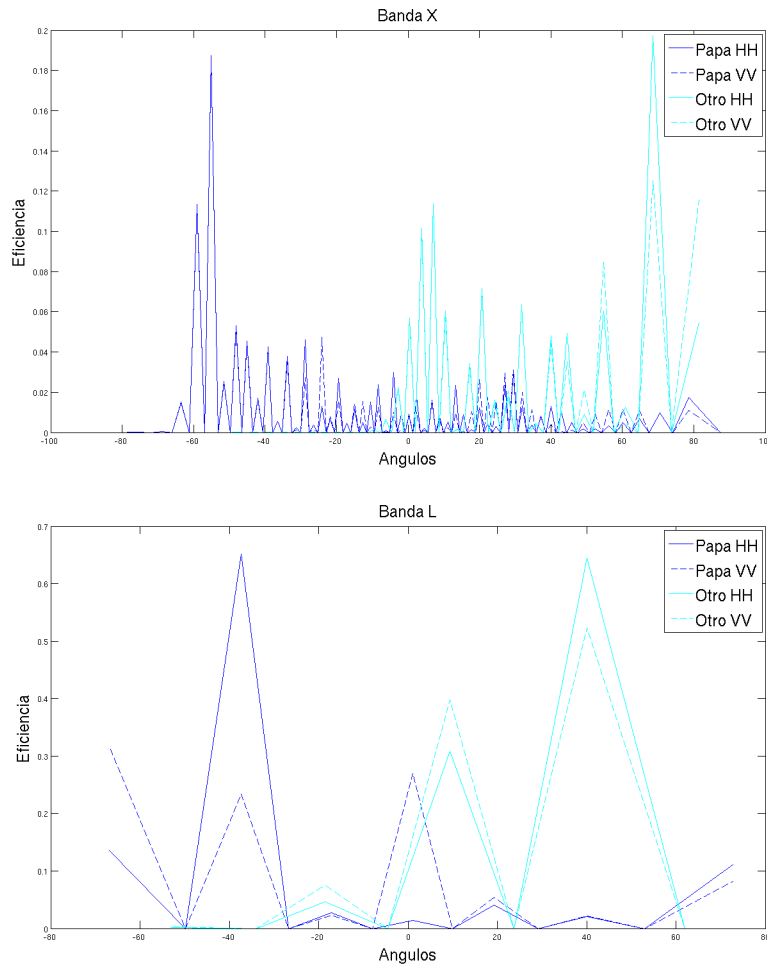 Banda X
0.2
0.18
0.16
0.14
0.12
0.1
0.08
0.06
0.04
0.02
0
Eficiencia
Papa HH
Papa VV
Otro HH
Otro VV
-100 -80 -60 -40 -20 0 20 40 60 80 10
Angulos
Banda L
0.7
0.6
0.5
0.4
0.3
0.2
0.1
0
Eficiencia
Papa HH
Papa VV
Otro HH
Otro VV
-80 -60 -40 -20 0 20 40 60 80
Angulos